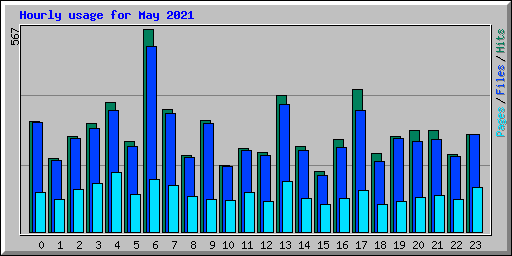 Hourly usage for May 2021
567
Pages/Files/Hits
0 1 2 3 4 5 6 7 8 9 10 11 12 13 14 15 16 17 18 19 20 21 22 23